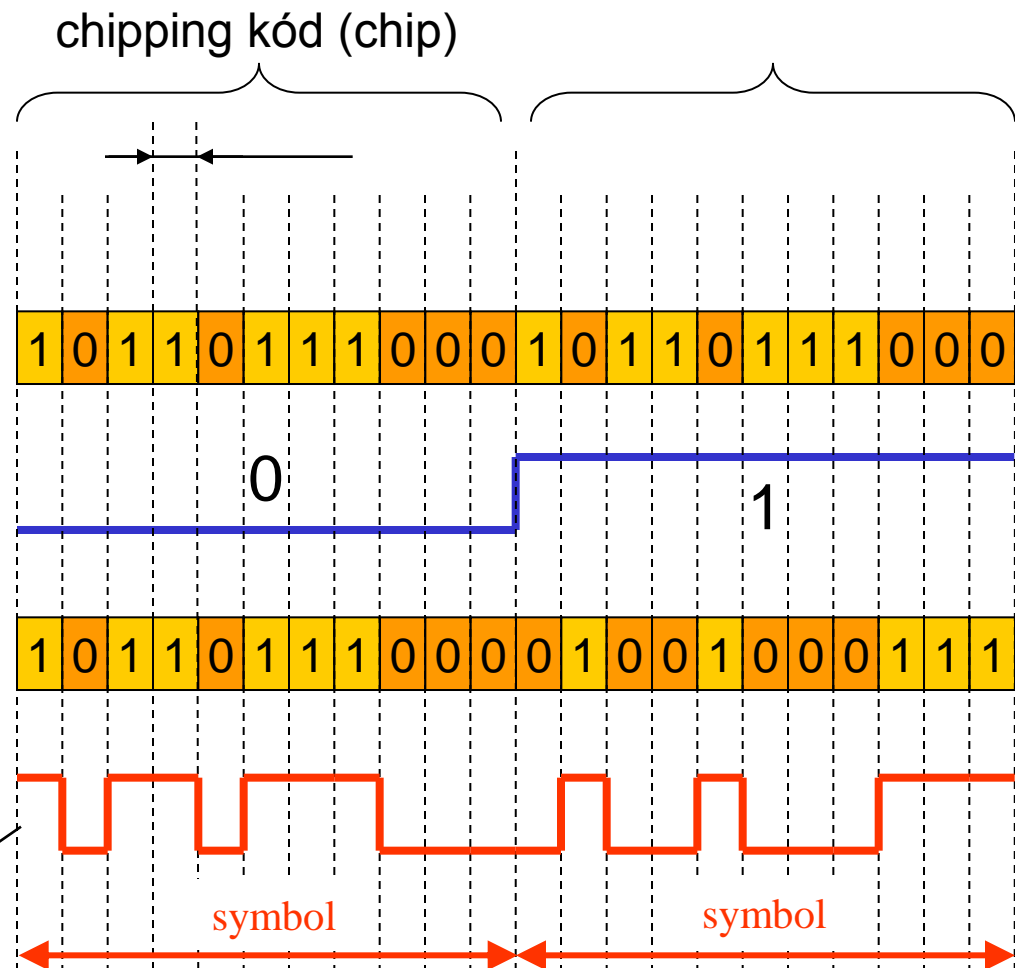 chipping kód (chip)
1 0 1 1 0 1 1 1 0 0 0 1 0 1 1 0 1 1 1 0 0 0
0
1
1 0 1 1 0 1 1 1 0 0 0 0 1 0 0 1 0 0 0 1 1 1
symbol symbol